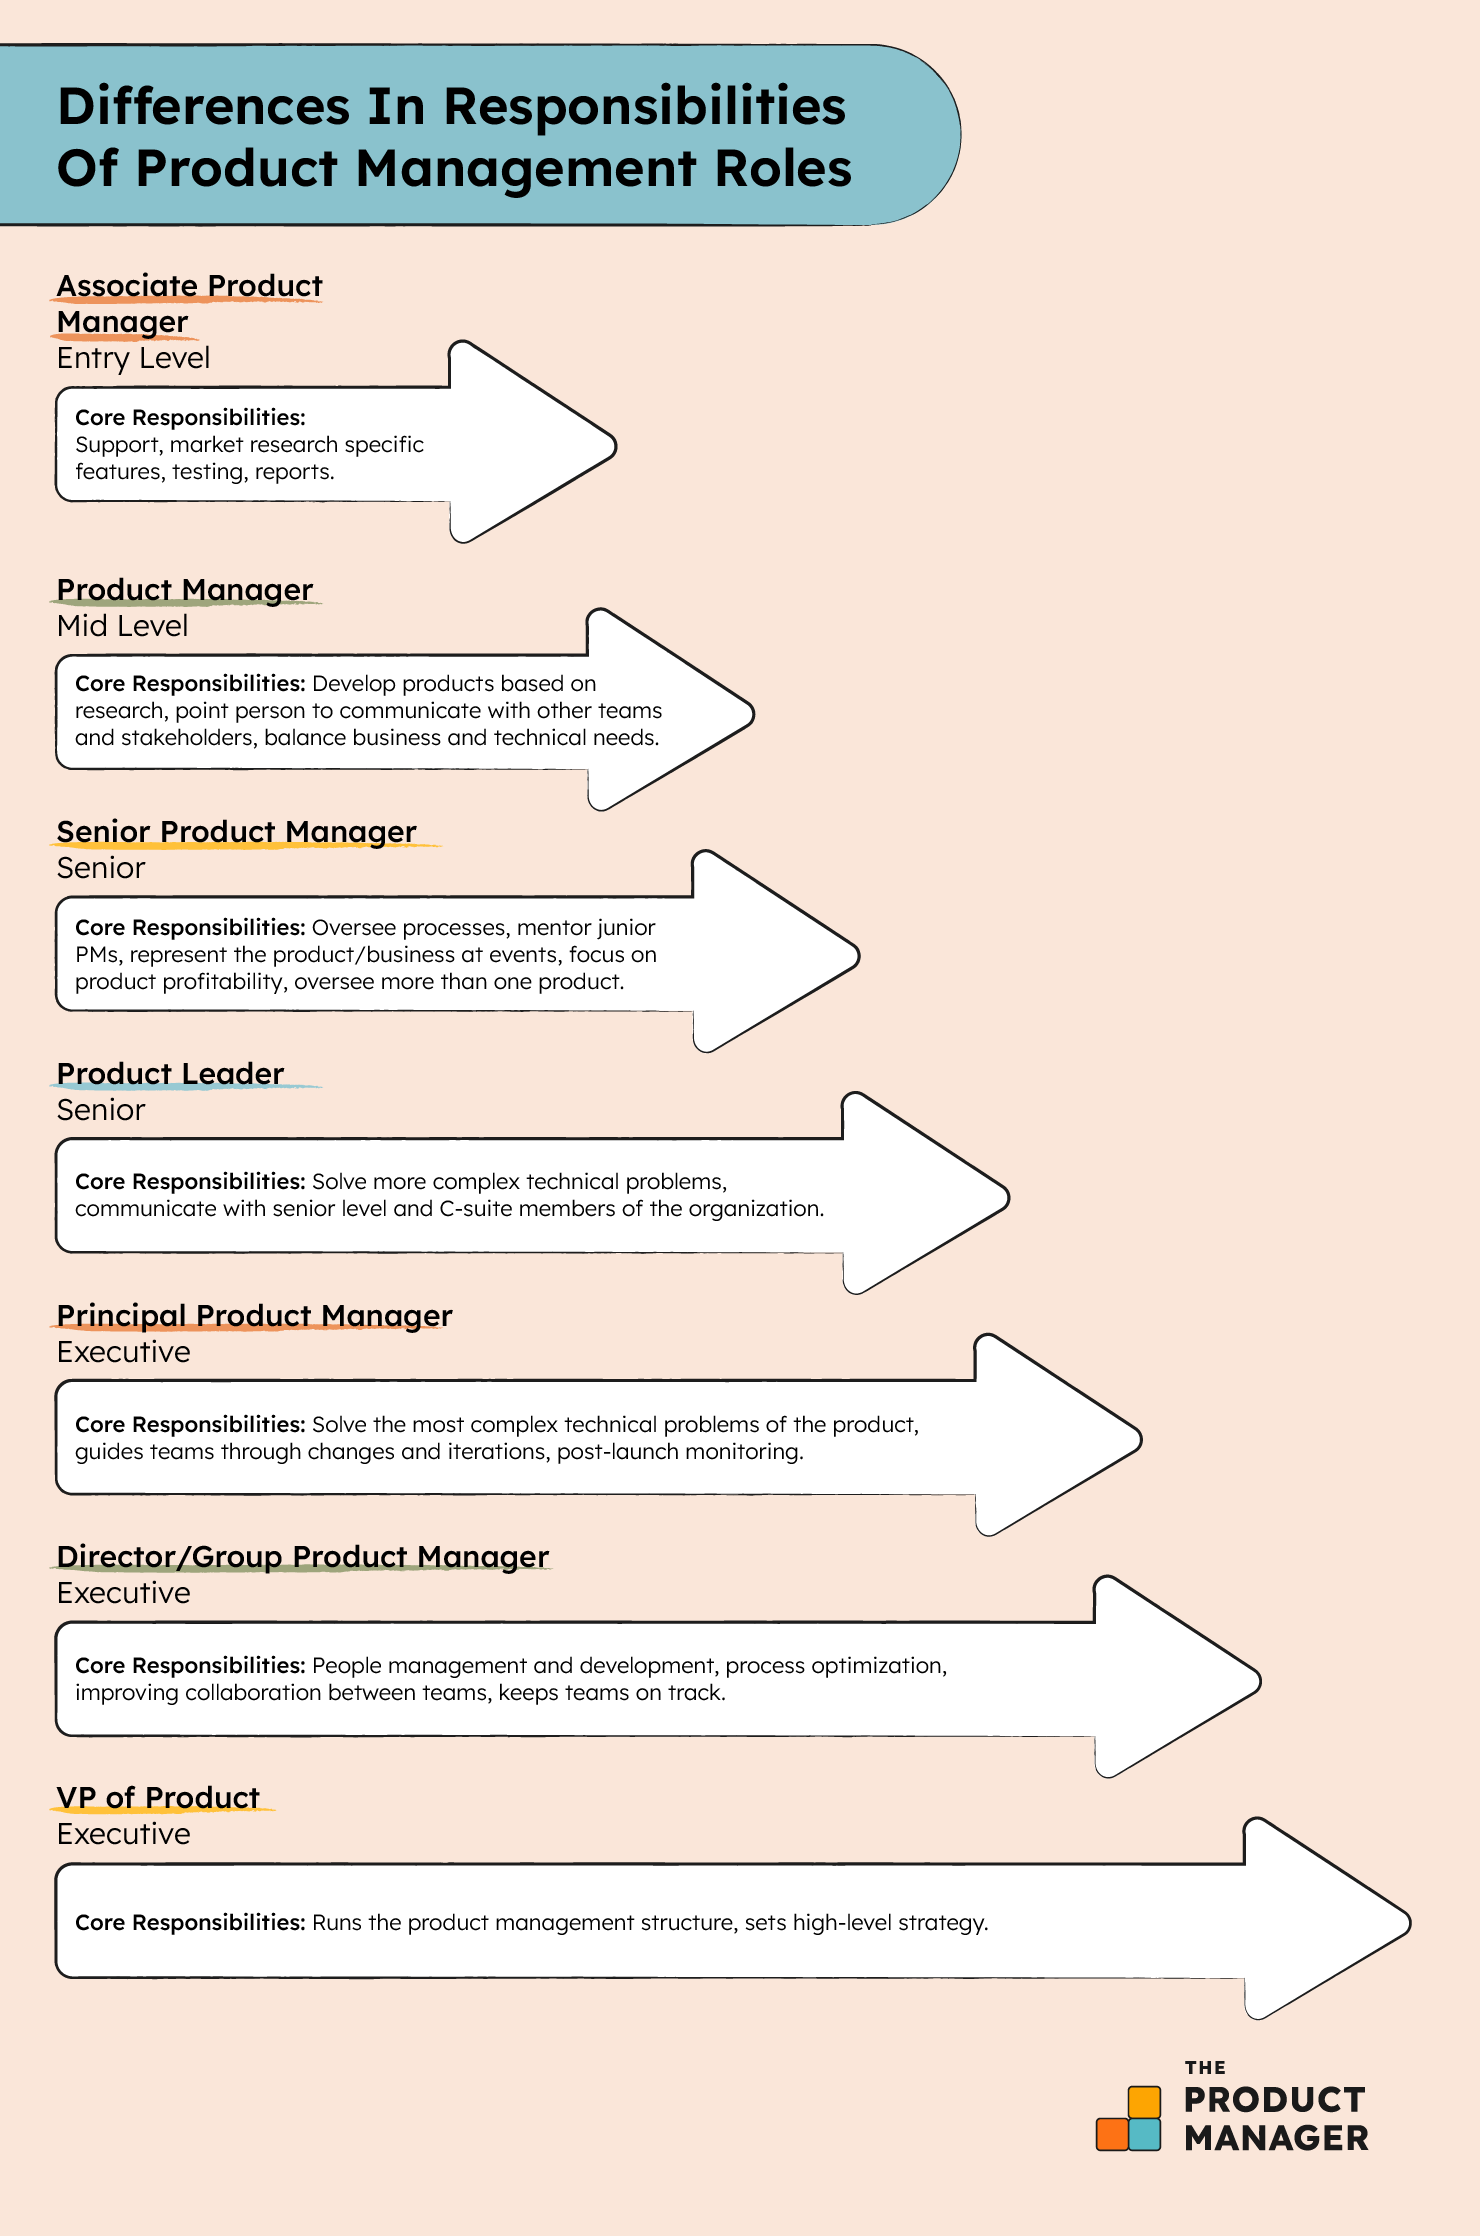 Differences In Responsibilities
Of Product Management Roles
Associate Product
Manager
Entry Level
Core Responsibilities:
Support, market research specific
features, testing, reports.
Product Manager
Mid Level
Core Responsibilities: Develop products based on
research, point person to communicate with other teams
and stakeholders, balance business and technical needs.
Senior Product Manager
Senior
Core Responsibilities: Oversee processes, mentor junior
PMs, represent the product/business at events, focus on
product profitability, oversee more than one product.
Product Leader
Senior
Core Responsibilities: Solve more complex technical problems,
communicate with senior level and C-suite members of the organization.
Principal Product Manager
Executive
Core Responsibilities: Solve the most complex technical problems of the product,
guides teams through changes and iterations, post-launch monitoring.
Director/Group Product Manager
Executive
Core Responsibilities: People management and development, process optimization,
improving collaboration between teams, keeps teams on track.
VP of Product
Executive
Core Responsibilities: Runs the product management structure, sets high-level strategy.
THE
PRODUCT
MANAGER